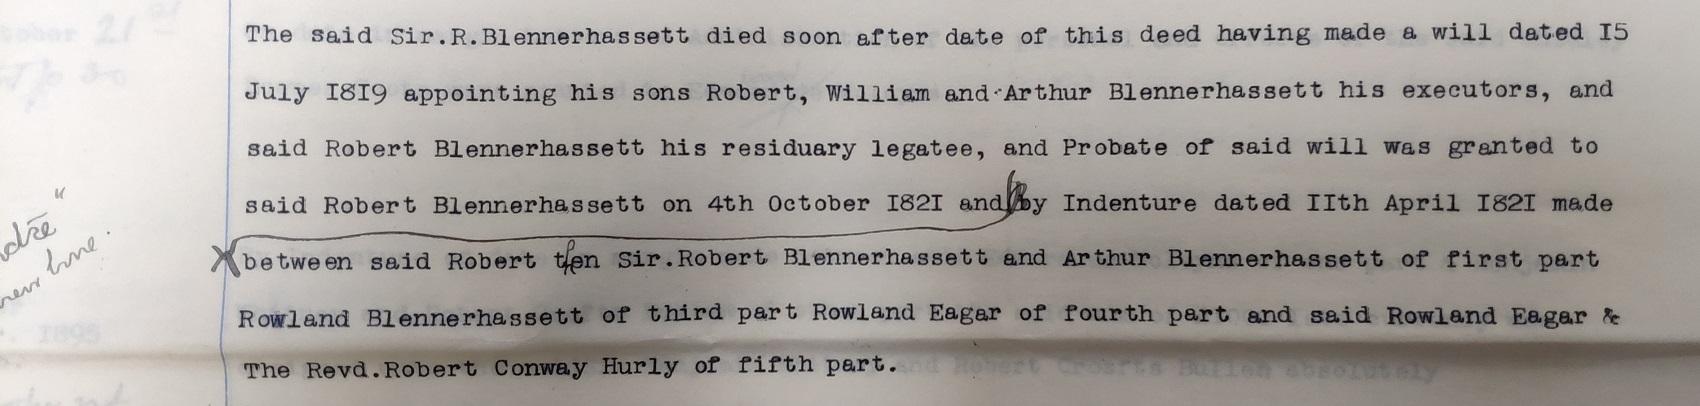 The said Sir.R.Blennerhassett died soon after date of this deed having made a will dated I5
July I8I9 appointing his sons Robert, William and Arthur Blennerhassett his executors, and
said Robert Blennerhassett his residuary legatee, and Probate of said will was granted to
said Robert Blennerhassett on 4th October I82I and by Indenture dated IIth April I82I made
between said Robert then Sir.Robert Blennerhassett and Arthur Blennerhassett of first part
Rowland Blennerhassett of third part Rowland Eagar of fourth part and said Rowland Eagar &
The Revd.Robert Conway Hurly of fifth part.